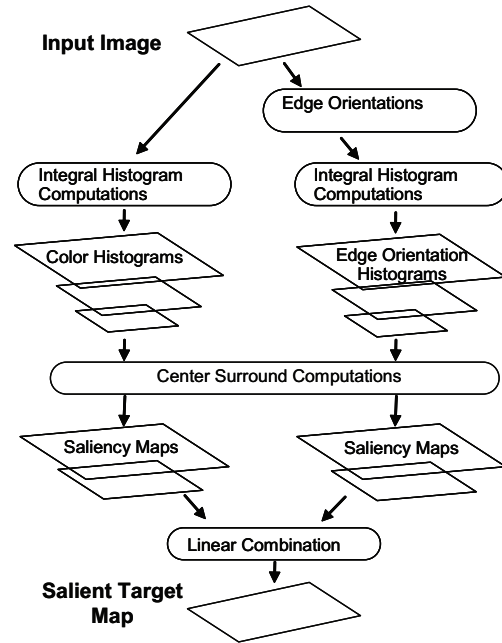 Input Image
Edge Orientations
Integral Histogram
Computations
Integral Histogram
Computations
Color Histograms
Edge Orientation
Histograms
Center Surround Computations
Saliency Maps
Saliency Maps
Linear Combination
Salient Target
Map